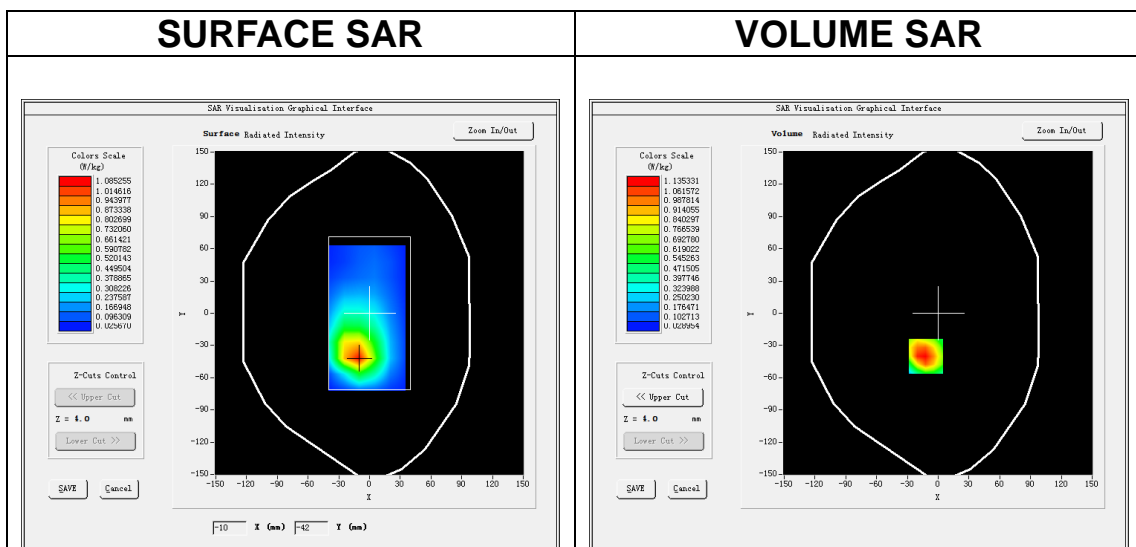 SURFACE SAR
VOLUME SAR
SAR Visualisation Graphical Interface
Surface Radiated Intensity
Zoom In/Out
Colors Scale
(W/kg)
1.085255
1.014616
0.943977
0.873338
0.802699
0.732060
0.661421
0.590782
0.520143
0.449504
0.378865
0.308226
0.237587
0.166948
0.096309
0.025670
Z-Cuts Control
<< Upper Cut
Z = 4.0 mm
Lower Cut >>
SAVE
Cancel
150
120
90
60
30
0
-30
-60
-90
-120
-150
Y
-150 -120 -90 -60 -30 0 30 60 90 120 150
X
-10 X (mm) -42 Y (mm)
SAR Visualisation Graphical Interface
Volume Radiated Intensity
Zoom In/Out
Colors Scale
(W/kg)
1.135331
1.061572
0.987814
0.914055
0.840297
0.766539
0.692780
0.619022
0.545263
0.471505
0.397746
0.323988
0.250230
0.176471
0.102713
0.028954
Z-Cuts Control
<< Upper Cut
Z = 4.0 mm
Lower Cut >>
SAVE
Cancel
150
120
90
60
30
0
-30
-60
-90
-120
-150
Y
-150 -120 -90 -60 -30 0 30 60 90 120 150
X